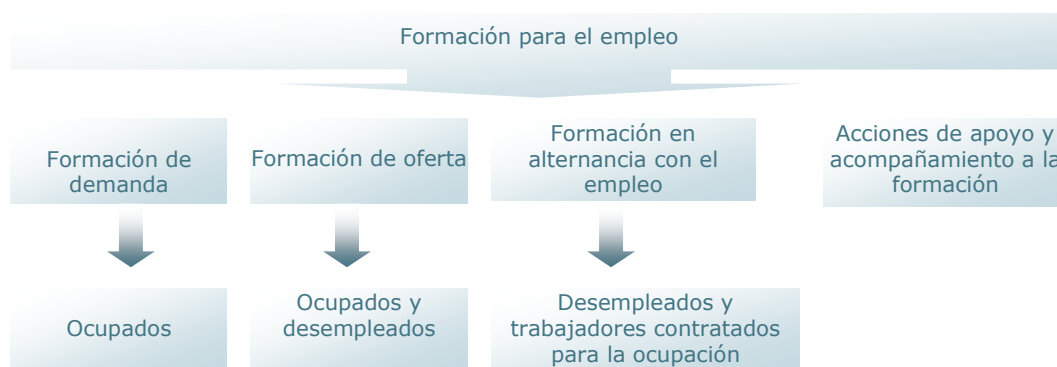 Formación para el empleo
Formación de
demanda
Formación de oferta
Formación en
alternancia con el
empleo
Acciones de apoyo y
acompañamiento a la
formación
Ocupados
Ocupados y
desempleados
Desempleados y
trabajadores contratados
para la ocupación